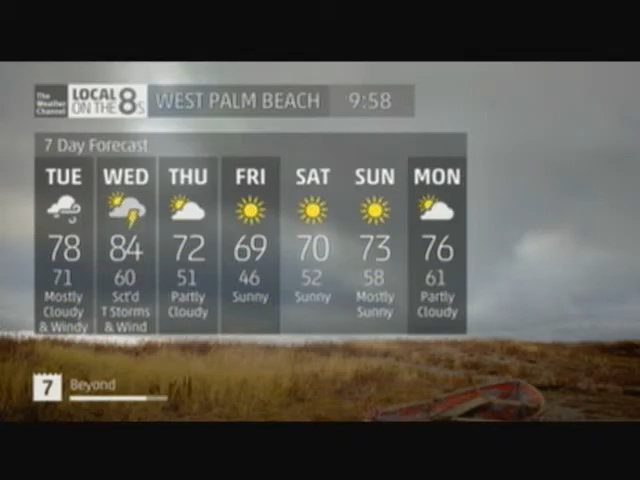 The
Weather
Channel
LOCAL
ON THE 8s
WEST PALM BEACH
9:58
7 Day Forecast
TUE WED THU FRI SAT SUN MON
78 84 72 69 70 73 76
71 60 51 46 52 58 61
Mostly Cloudy & Windy
Sct'd T Storms & Wind
Partly Cloudy
Sunny
Sunny
Mostly Sunny
Partly Cloudy
7
Beyond